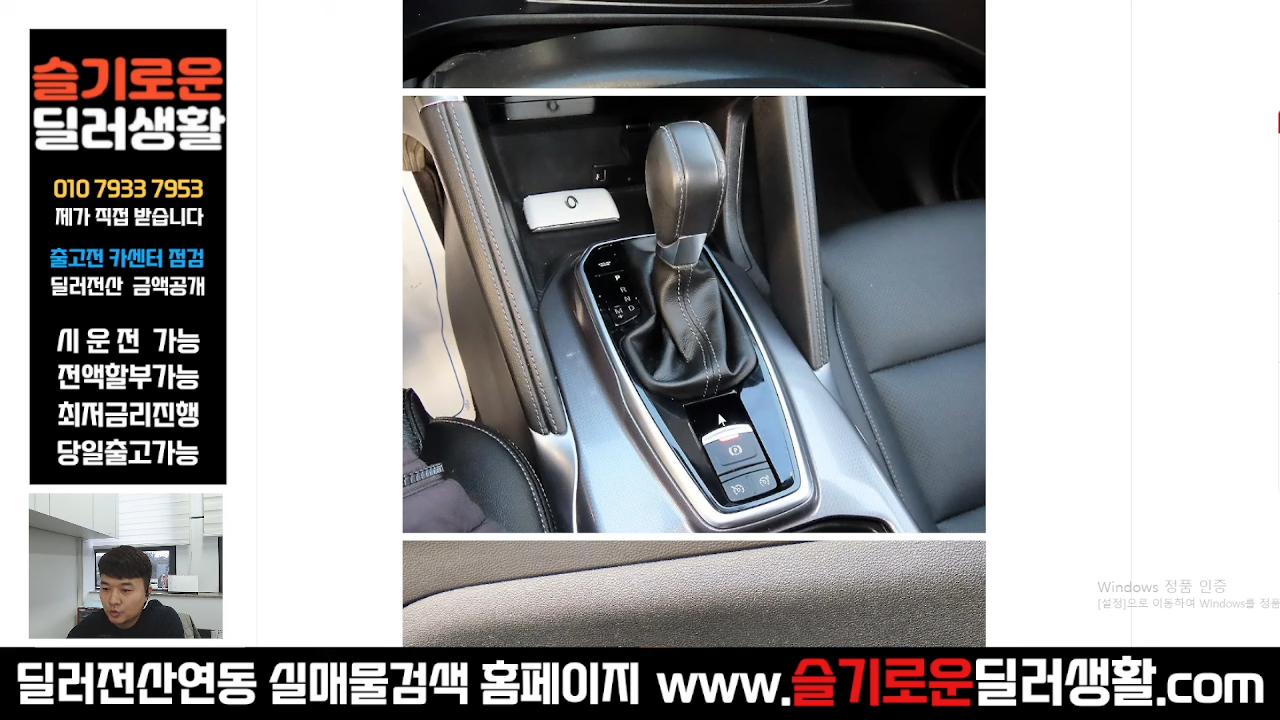 슬기로운
딜러생활
010 7933 7953
제가 직접 받습니다
출고전 카센터 점검
딜러전산 금액공개
시 운 전 가능
전액할부가능
최저금리진행
당일출고가능
P
R
N
D
M
+
Windows 정품 인증
[설정]으로 이동하여 Windows를 정품
딜러전산연동 실매물검색 홈페이지 www.슬기로운딜러생활.com